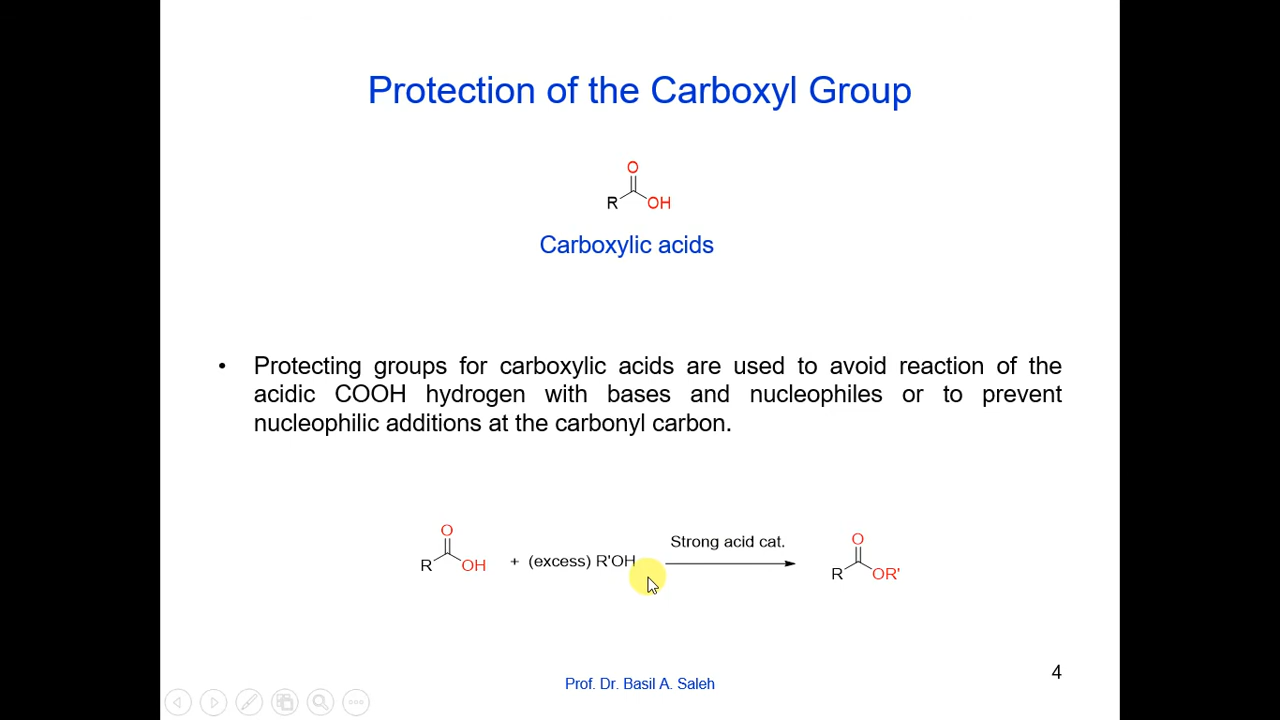 Protection of the Carboxyl Group
O
R OH
Carboxylic acids
• Protecting groups for carboxylic acids are used to avoid reaction of the
acidic COOH hydrogen with bases and nucleophiles or to prevent
nucleophilic additions at the carbonyl carbon.
O
R OH + (excess) R'OH Strong acid cat. O
R OR'
4
Prof. Dr. Basil A. Saleh